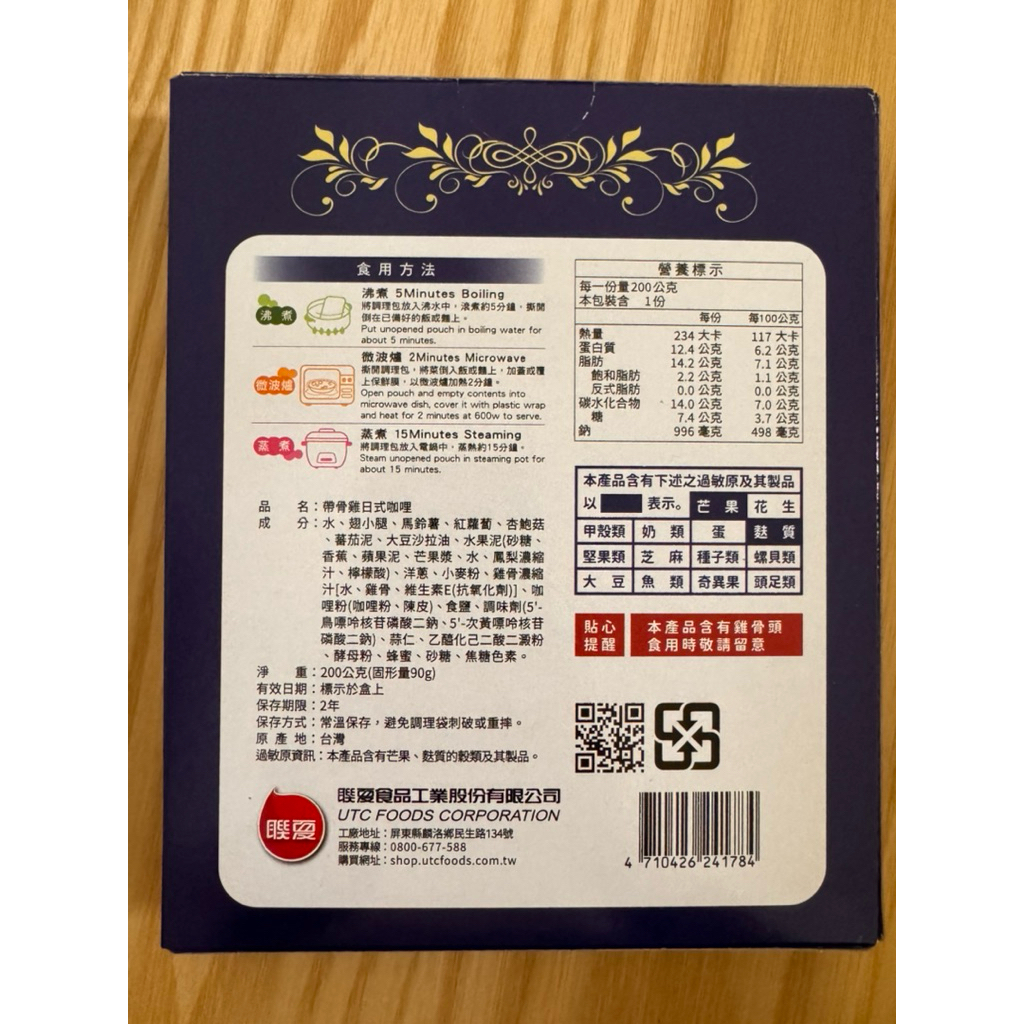 食用方法
沸煮
沸煮 5Minutes Boiling
將調理包放入沸水中，滾煮約5分鐘，撕開
倒在已備好的飯或麵上。
Put unopened pouch in boiling water for
about 5 minutes.
微波爐
微波爐 2Minutes Microwave
撕開調理包，將菜倒入飯或麵上，加蓋或覆
上保鮮膜，以微波爐加熱2分鐘。
Open pouch and empty contents into
microwave dish, cover it with plastic wrap
and heat for 2 minutes at 600w to serve.
蒸煮
蒸煮 15Minutes Steaming
將調理包放入電鍋中，蒸熱約15分鐘。
Steam unopened pouch in steaming pot for
about 15 minutes.
品名：帶骨雞日式咖哩
成分：水、翅小腿、馬鈴薯、紅蘿蔔、杏鮑菇
、蕃茄泥、大豆沙拉油、水果泥(砂糖、
香蕉、蘋果泥、芒果漿、水、鳳梨濃縮
汁、檸檬酸)、洋蔥、小麥粉、雞骨濃縮
汁[水、雞骨、維生素E(抗氧化劑)]、咖
哩粉(咖哩粉、陳皮)、食鹽、調味劑(5'-
鳥嘌呤核苷磷酸二鈉、5'-次黃嘌呤核苷
磷酸二鈉)、蒜仁、乙醯化己二酸二澱粉
、酵母粉、蜂蜜、砂糖、焦糖色素。
淨重：200公克(固形量90g)
有效日期：標示於盒上
保存期限：2年
保存方式：常溫保存，避免調理袋刺破或重摔。
原產地：台灣
過敏原資訊：本產品含有芒果、麩質的穀類及其製品。
聯夏
聯夏食品工業股份有限公司
UTC FOODS CORPORATION
工廠地址：屏東縣麟洛鄉民生路134號
服務專線：0800-677-588
購買網址：shop.utcfoods.com.tw
營養標示
每一份量200公克
本包裝含 1份
每份 每100公克
熱量 234 大卡 117 大卡
蛋白質 12.4 公克 6.2 公克
脂肪 14.2 公克 7.1 公克
飽和脂肪 2.2 公克 1.1 公克
反式脂肪 0.0 公克 0.0 公克
碳水化合物 14.0 公克 7.0 公克
糖 7.4 公克 3.7 公克
鈉 996 毫克 498 毫克
本產品含有下述之過敏原及其製品
以 表示。 芒果 花生
甲殼類 奶類 蛋 麩質
堅果類 芝麻 種子類 螺貝類
大豆 魚類 奇異果 頭足類
貼心
提醒
本產品含有雞骨頭
食用時敬請留意
4 710426 241784